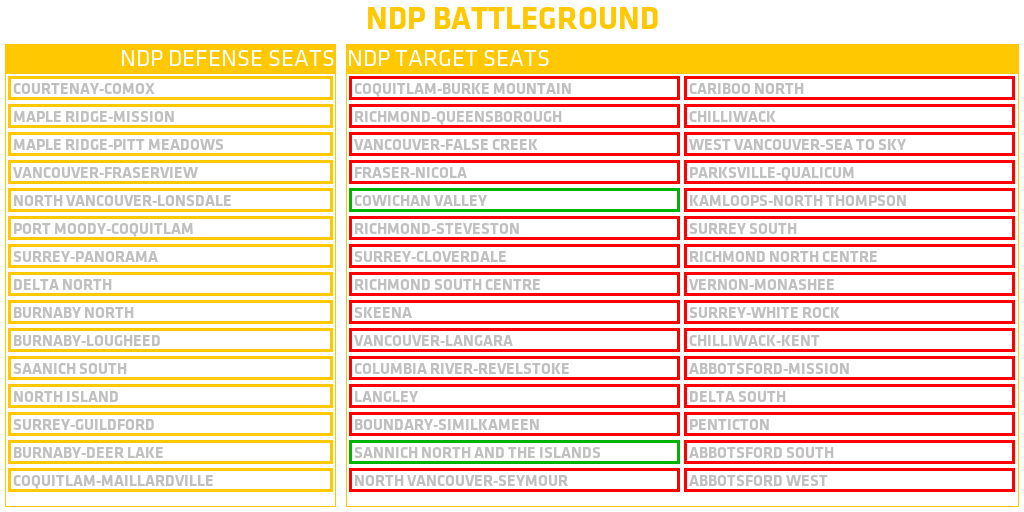 NDP BATTLEGROUND
NDP DEFENSE SEATS
COURTENAY-COMOX
MAPLE RIDGE-MISSION
MAPLE RIDGE-PITT MEADOWS
VANCOUVER-FRASERVIEW
NORTH VANCOUVER-LONSDALE
PORT MOODY-COQUITLAM
SURREY-PANORAMA
DELTA NORTH
BURNABY NORTH
BURNABY-LOUGHEED
SAANICH SOUTH
NORTH ISLAND
SURREY-GUILDFORD
BURNABY-DEER LAKE
COQUITLAM-MAILLARDVILLE
NDP TARGET SEATS
COQUITLAM-BURKE MOUNTAIN
RICHMOND-QUEENSBOROUGH
VANCOUVER-FALSE CREEK
FRASER-NICOLA
COWICHAN VALLEY
RICHMOND-STEVESTON
SURREY-CLOVERDALE
RICHMOND SOUTH CENTRE
SKEENA
VANCOUVER-LANGARA
COLUMBIA RIVER-REVELSTOKE
LANGLEY
BOUNDARY-SIMILKAMEEN
SANNICH NORTH AND THE ISLANDS
NORTH VANCOUVER-SEYMOUR
CARIBOO NORTH
CHILLIWACK
WEST VANCOUVER-SEA TO SKY
PARKSVILLE-QUALICUM
KAMLOOPS-NORTH THOMPSON
SURREY SOUTH
RICHMOND NORTH CENTRE
VERNON-MONASHEE
SURREY-WHITE ROCK
CHILLIWACK-KENT
ABBOTSFORD-MISSION
DELTA SOUTH
PENTICTON
ABBOTSFORD SOUTH
ABBOTSFORD WEST